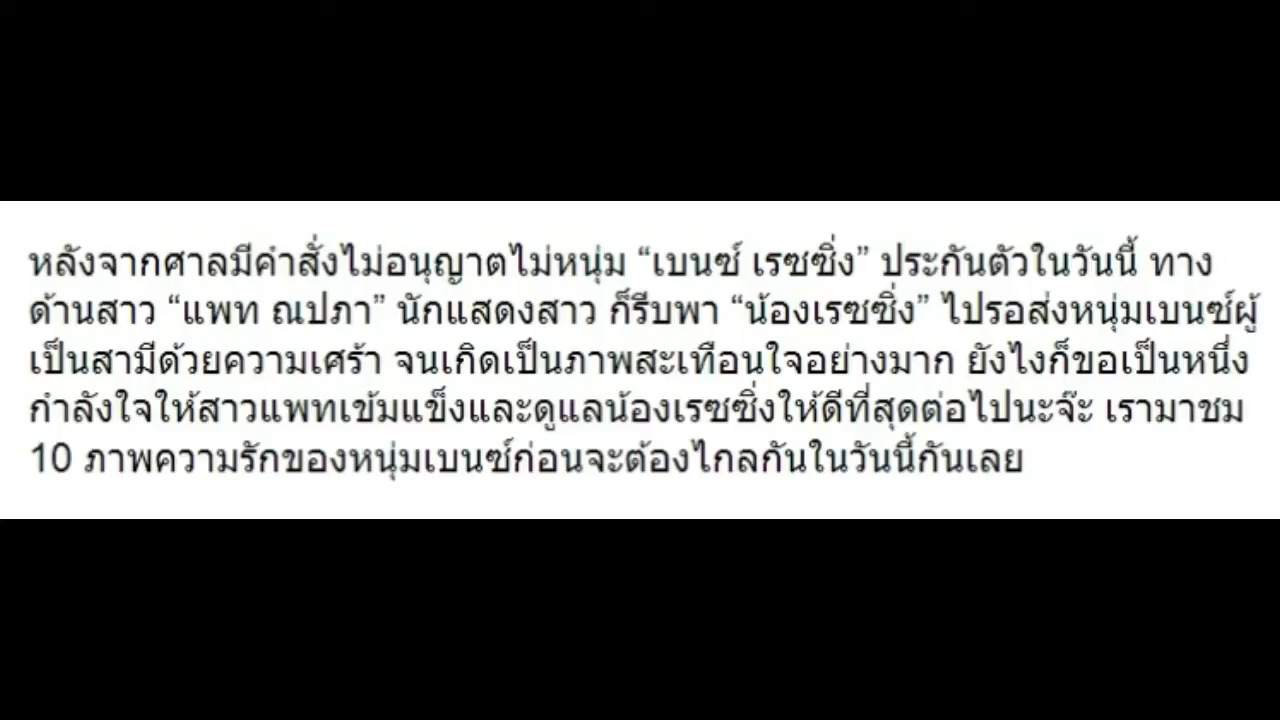 หลังจากศาลมีคำสั่งไม่อนุญาตไม่หนุ่ม “เบนซ์ เรซซิ่ง” ประกันตัวในวันนี้ ทาง
ด้านสาว “แพท ณปภา” นักแสดงสาว ก็รีบพา “น้องเรซซิ่ง” ไปรอส่งหนุ่มเบนซ์ผู้
เป็นสามีด้วยความเศร้า จนเกิดเป็นภาพสะเทือนใจอย่างมาก ยังไงก็ขอเป็นหนึ่ง
กำลังใจให้สาวแพทเข้มแข็งและดูแลน้องเรซซิ่งให้ดีที่สุดต่อไปนะจ๊ะ เรามาชม
10 ภาพความรักของหนุ่มเบนซ์ก่อนจะต้องไกลกันในวันนี้กันเลย